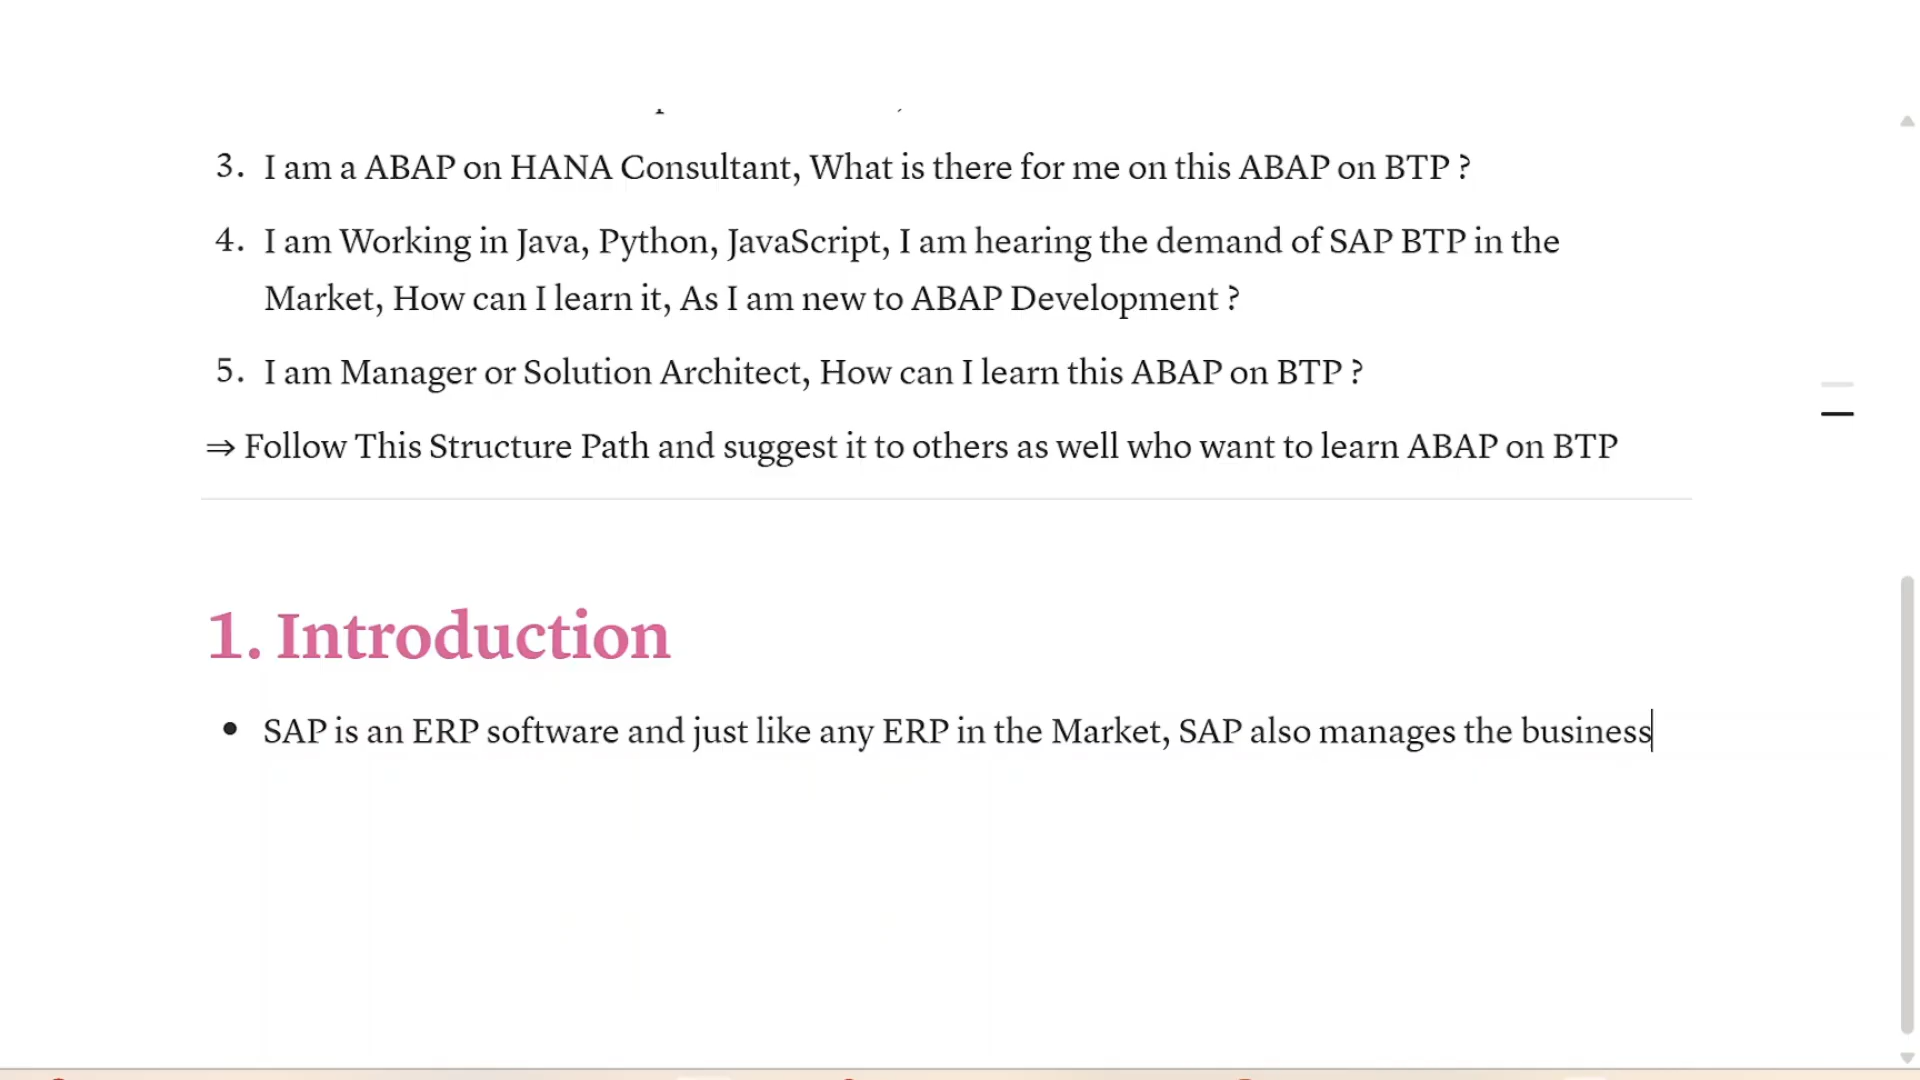 3. I am a ABAP on HANA Consultant, What is there for me on this ABAP on BTP ?
4. I am Working in Java, Python, JavaScript, I am hearing the demand of SAP BTP in the
Market, How can I learn it, As I am new to ABAP Development ?
5. I am Manager or Solution Architect, How can I learn this ABAP on BTP ?
⇒ Follow This Structure Path and suggest it to others as well who want to learn ABAP on BTP
1. Introduction
• SAP is an ERP software and just like any ERP in the Market, SAP also manages the business